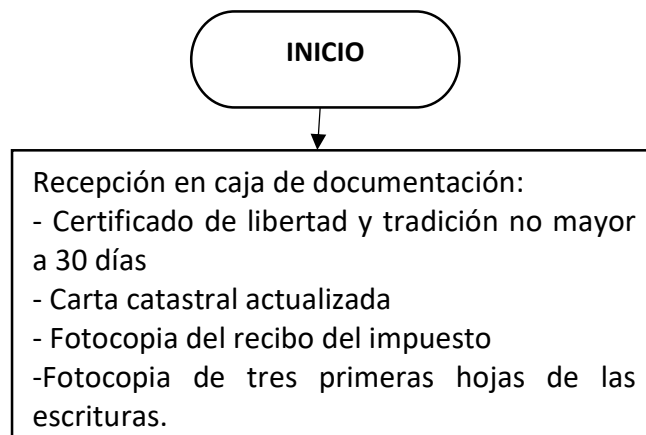 INICIO
Recepción en caja de documentación:
- Certificado de libertad y tradición no mayor
a 30 días
- Carta catastral actualizada
- Fotocopia del recibo del impuesto
-Fotocopia de tres primeras hojas de las
escrituras.